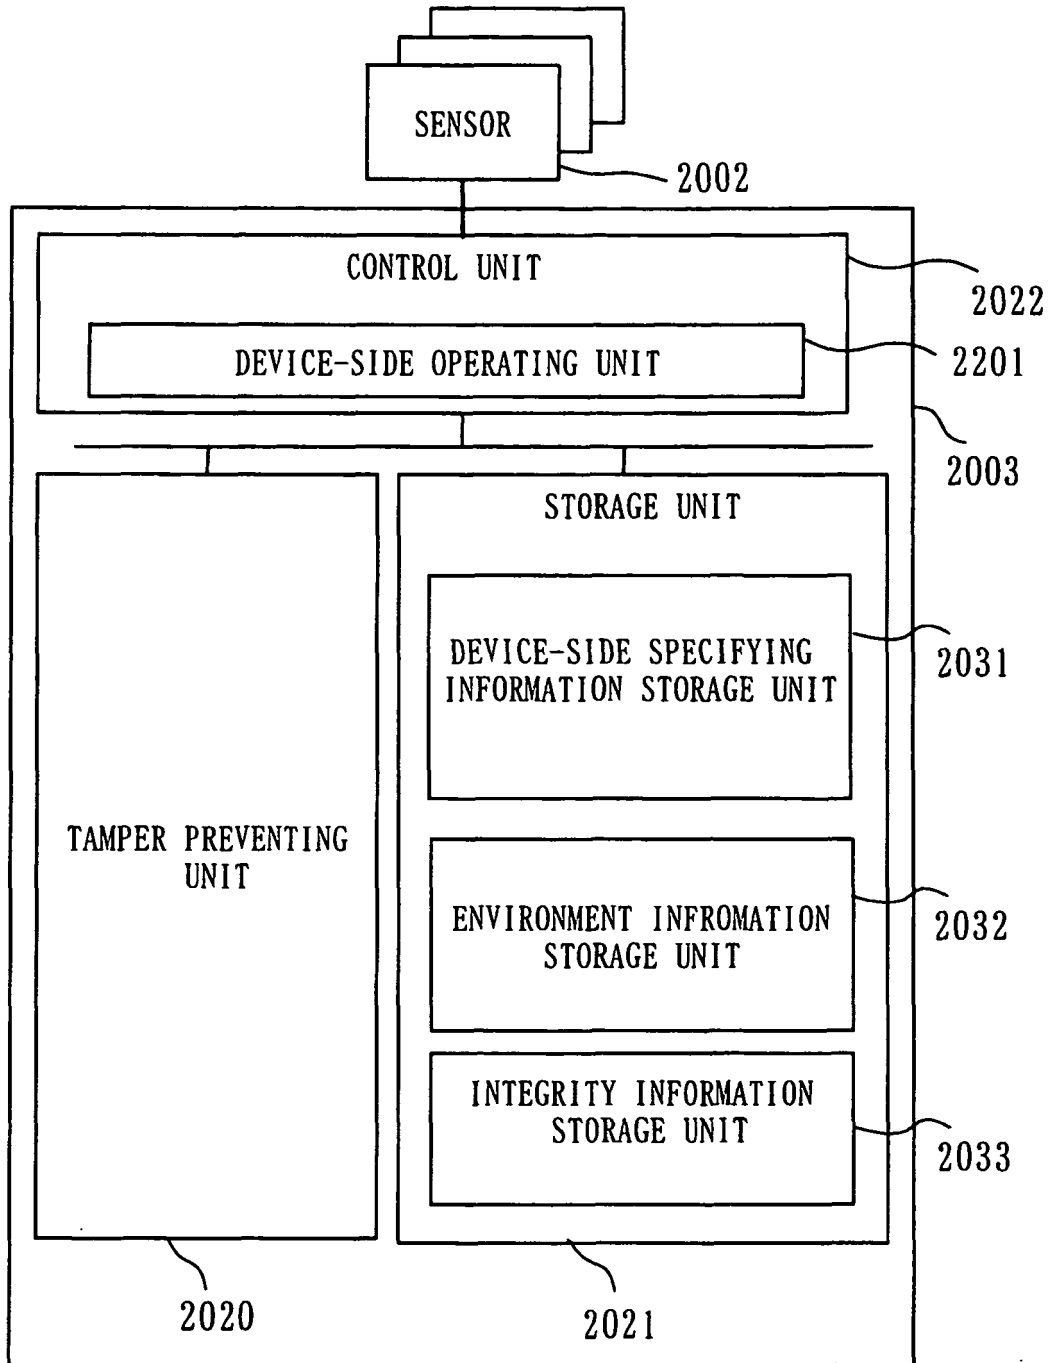 SENSOR
2002
CONTROL UNIT
2022
DEVICE-SIDE OPERATING UNIT
2201
2003
STORAGE UNIT
DEVICE-SIDE SPECIFYING
INFORMATION STORAGE UNIT
2031
TAMPER PREVENTING
UNIT
ENVIRONMENT INFROMATION
STORAGE UNIT
2032
INTEGRITY INFORMATION
STORAGE UNIT
2033
2020
2021